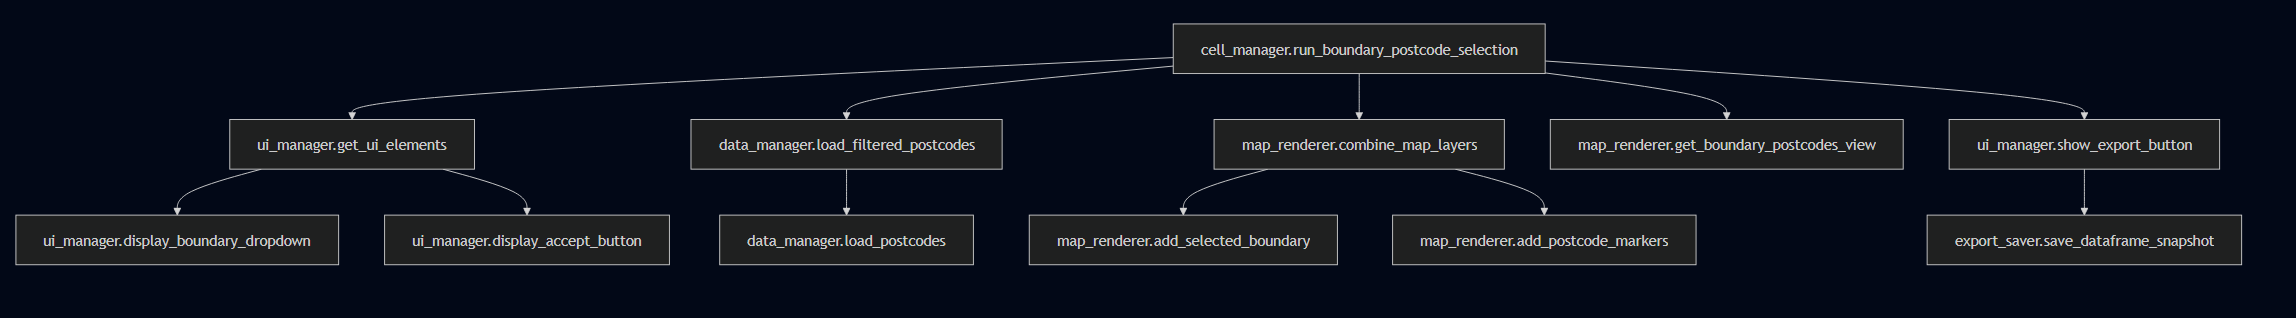 cell_manager.run_boundary_postcode_selection
ui_manager.get_ui_elements
data_manager.load_filtered_postcodes
map_renderer.combine_map_layers
map_renderer.get_boundary_postcodes_view
ui_manager.show_export_button
ui_manager.display_boundary_dropdown
ui_manager.display_accept_button
data_manager.load_postcodes
map_renderer.add_selected_boundary
map_renderer.add_postcode_markers
export_saver.save_dataframe_snapshot